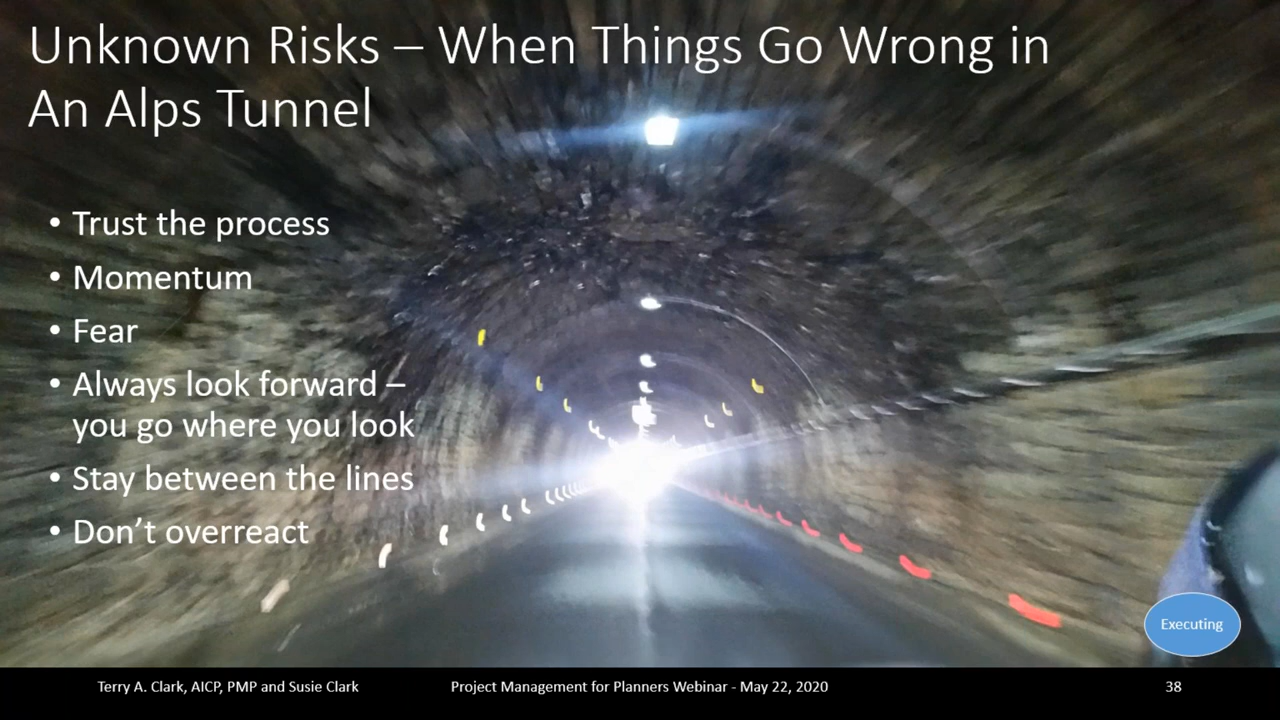 Unknown Risks – When Things Go Wrong in
An Alps Tunnel
• Trust the process
• Momentum
• Fear
• Always look forward –
you go where you look
• Stay between the lines
• Don’t overreact
Executing
Terry A. Clark, AICP, PMP and Susie Clark
Project Management for Planners Webinar - May 22, 2020
38